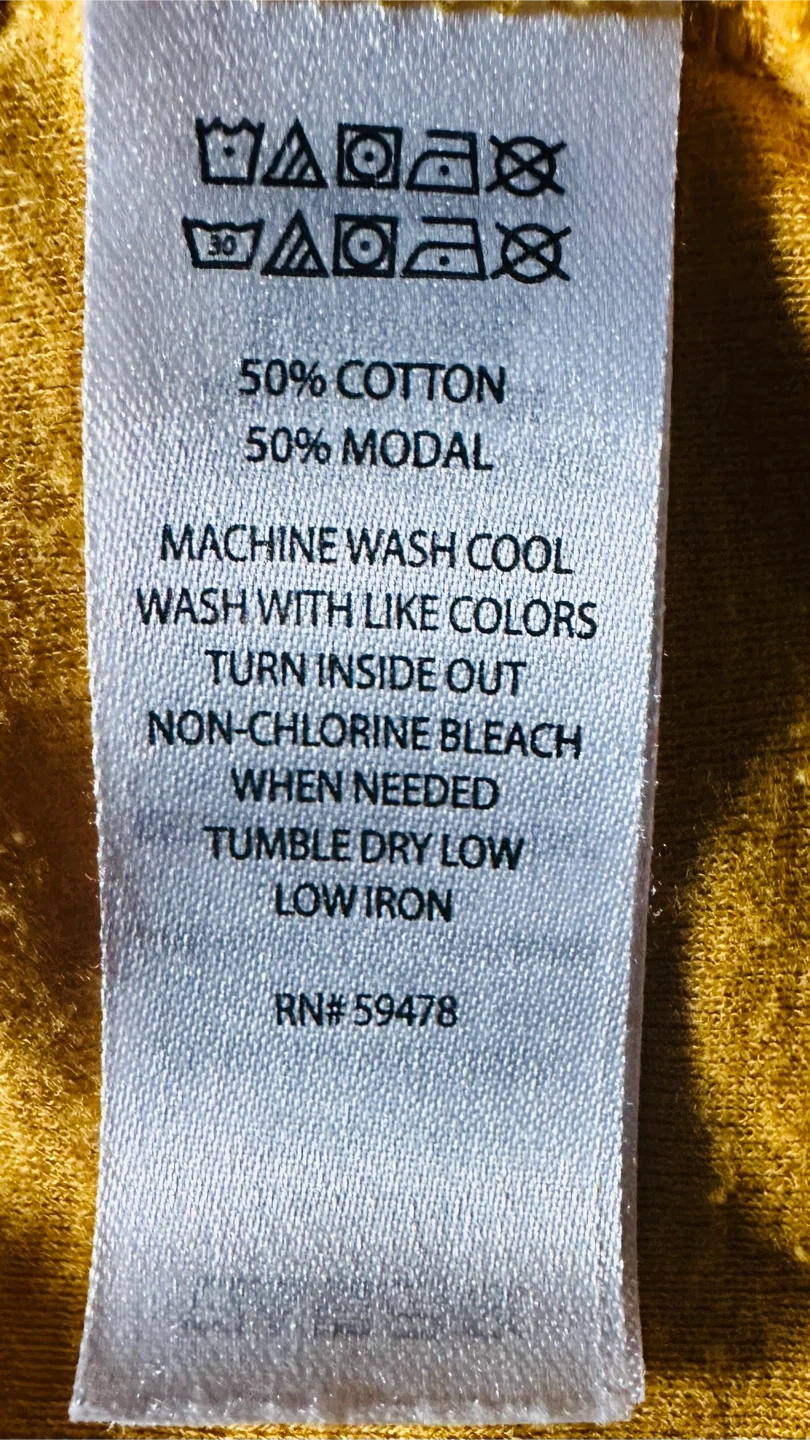 30
50% COTTON
50% MODAL
MACHINE WASH COOL
WASH WITH LIKE COLORS
TURN INSIDE OUT
NON-CHLORINE BLEACH
WHEN NEEDED
TUMBLE DRY LOW
LOW IRON
RN# 59478